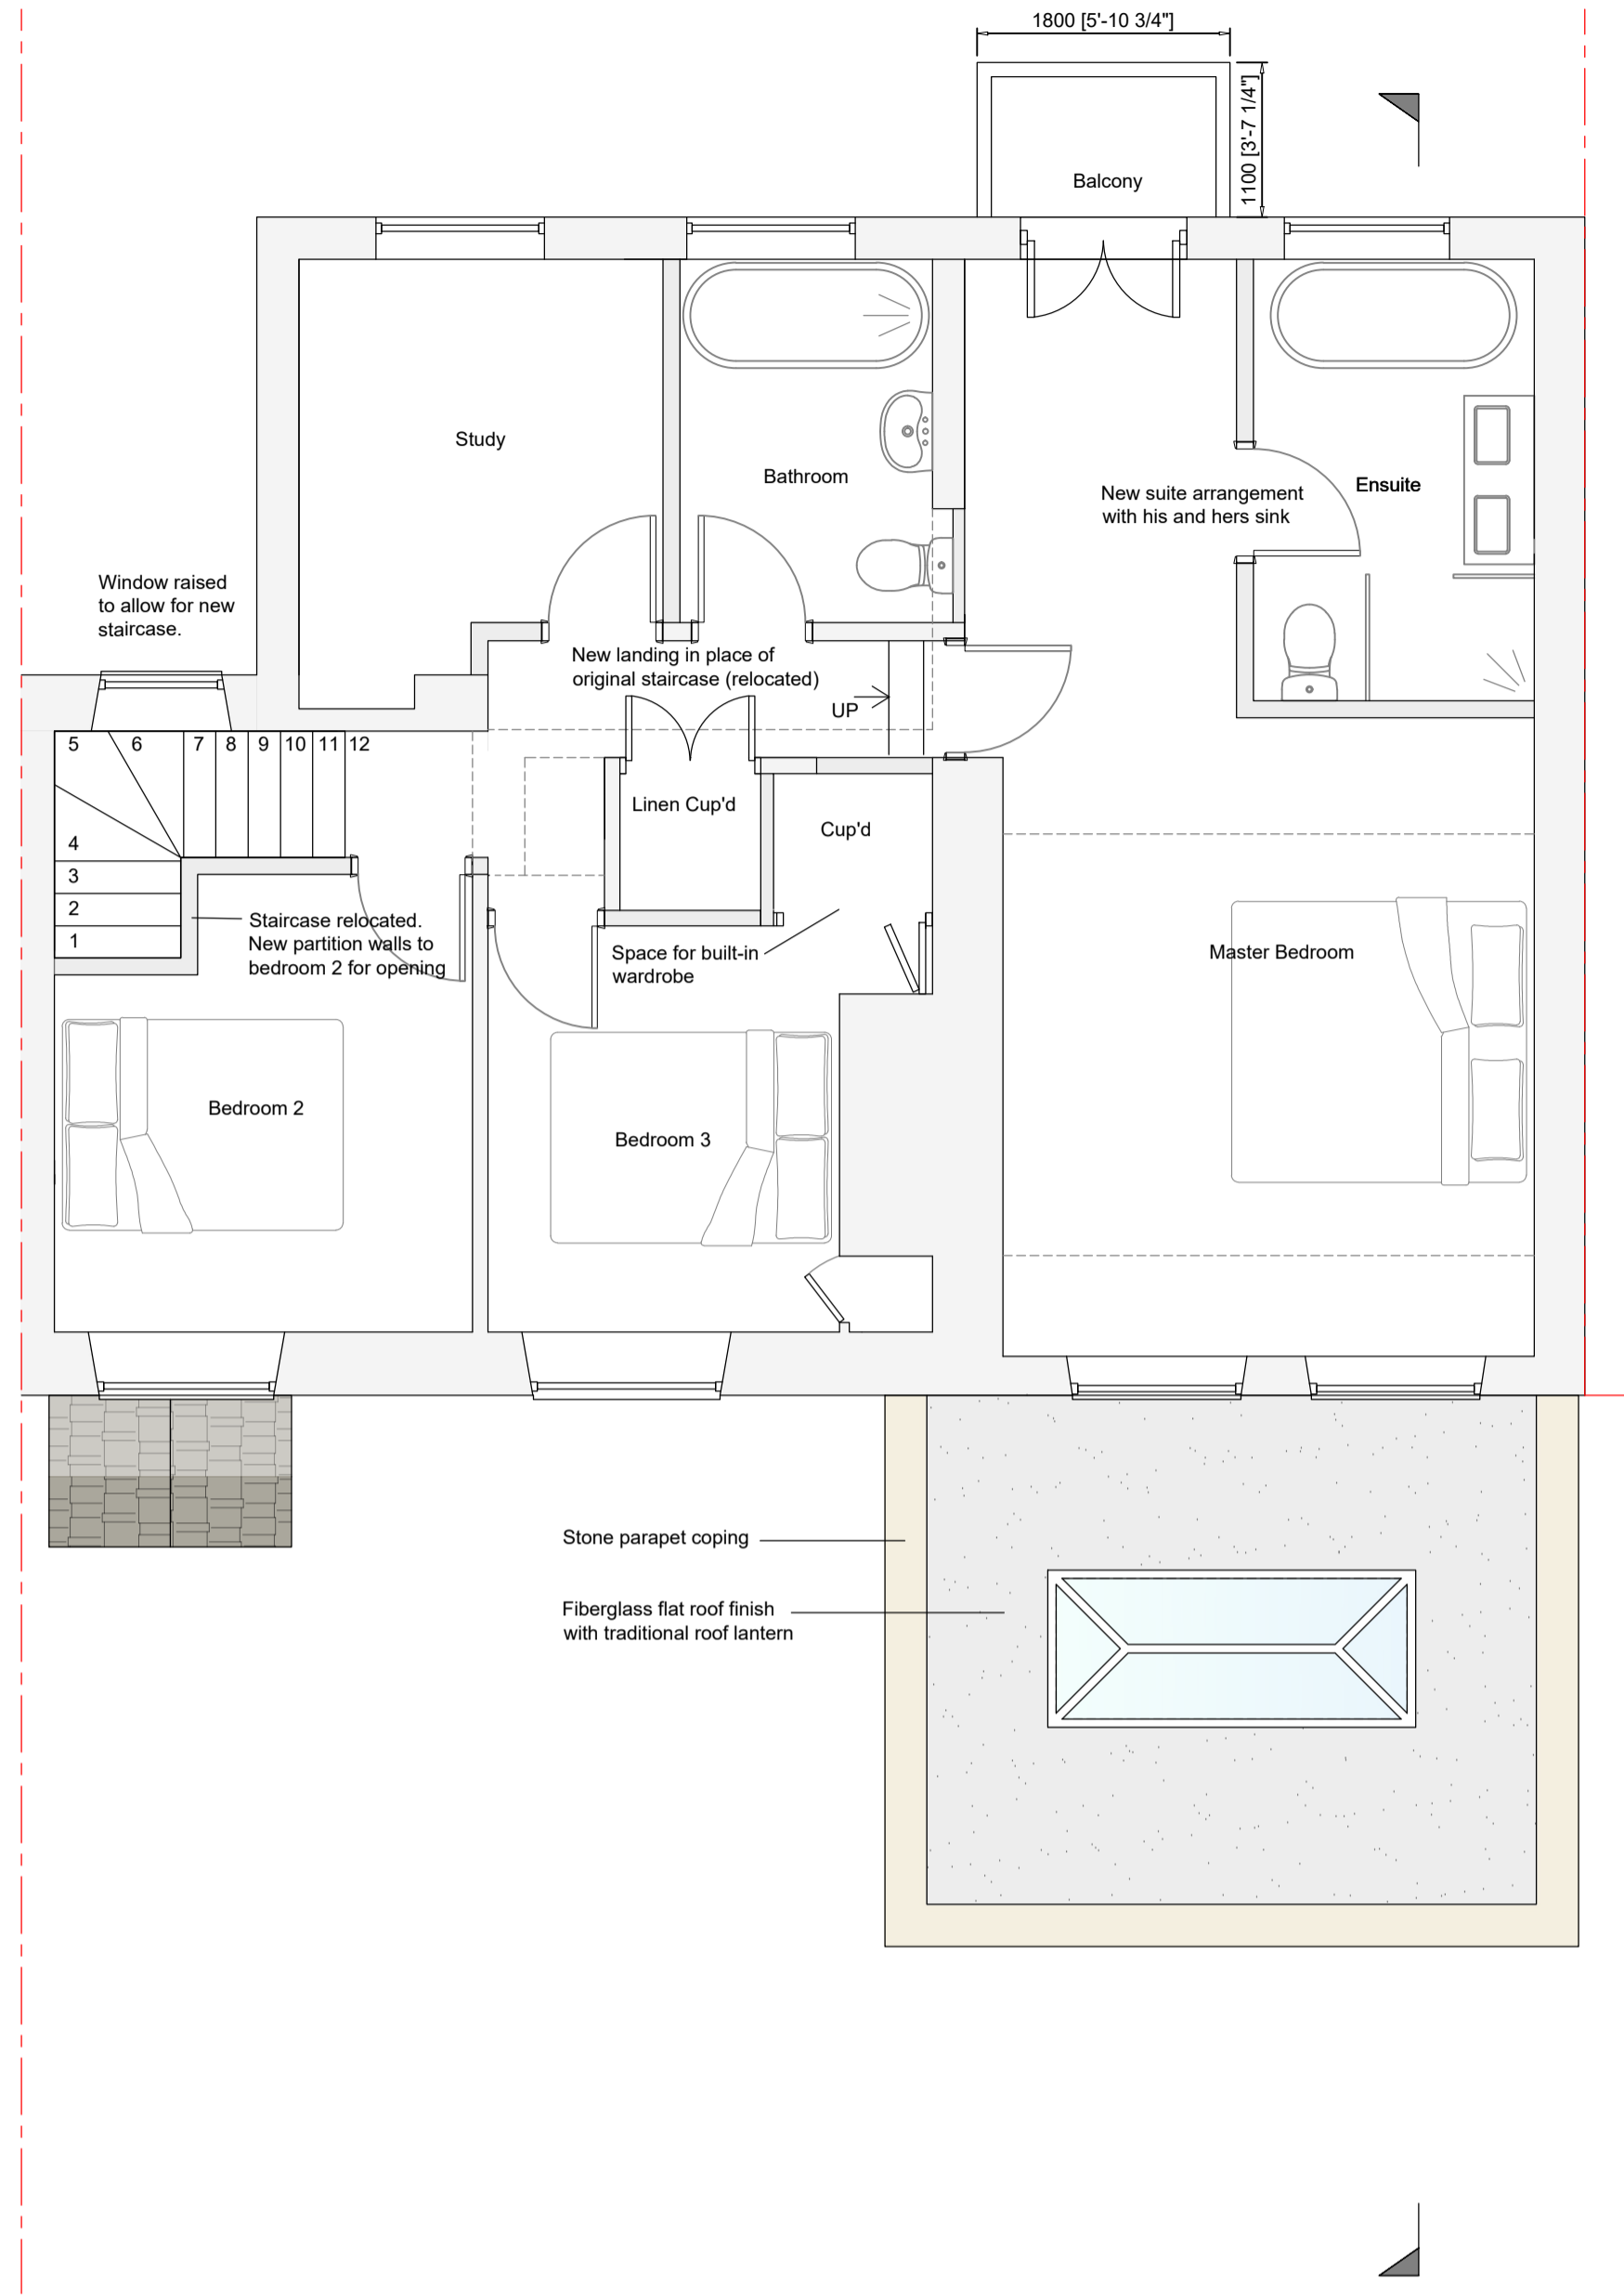 1800 [5'-10 3/4"]
1100 [3'-7 1/4"]
Balcony
Study
Bathroom
New suite arrangement
with his and hers sink
Ensuite
Window raised
to allow for new
staircase.
New landing in place of
original staircase (relocated)
UP
5 6 7 8 9 10 11 12
4
3
2
1
Linen Cup'd
Cup'd
Staircase relocated.
New partition walls to
bedroom 2 for opening
Space for built-in
wardrobe
Master Bedroom
Bedroom 2
Bedroom 3
Stone parapet coping
Fiberglass flat roof finish
with traditional roof lantern